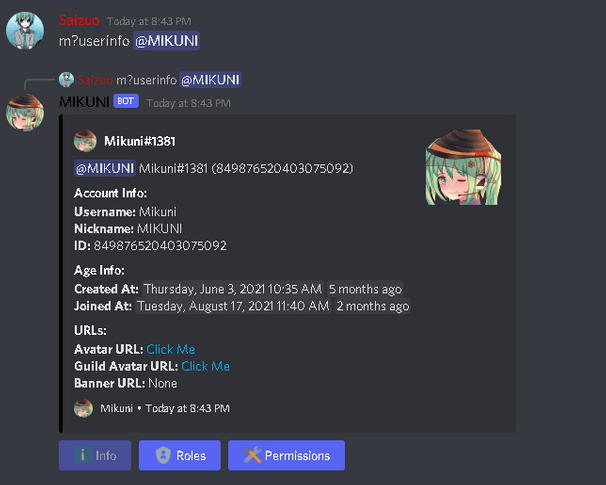 Saizuo Today at 8:43 PM
m?userinfo @MIKUNI
Saizuo m?userinfo @MIKUNI
MIKUNI BOT Today at 8:43 PM
Mikuni#1381
@MIKUNI Mikuni#1381 (849876520403075092)
Account Info:
Username: Mikuni
Nickname: MIKUNI
ID: 849876520403075092
Age Info:
Created At: Thursday, June 3, 2021 10:35 AM 5 months ago
Joined At: Tuesday, August 17, 2021 11:40 AM 2 months ago
URLs:
Avatar URL: Click Me
Guild Avatar URL: Click Me
Banner URL: None
Mikuni • Today at 8:43 PM
i Info Roles Permissions